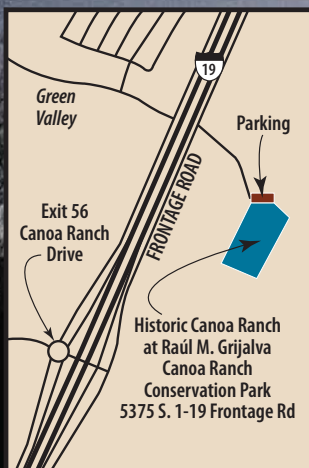 19
Green
Valley
Parking
FRONTAGE ROAD
Exit 56
Canoa Ranch
Drive
Historic Canoa Ranch
at Raúl M. Grijalva
Canoa Ranch
Conservation Park
5375 S. 1-19 Frontage Rd